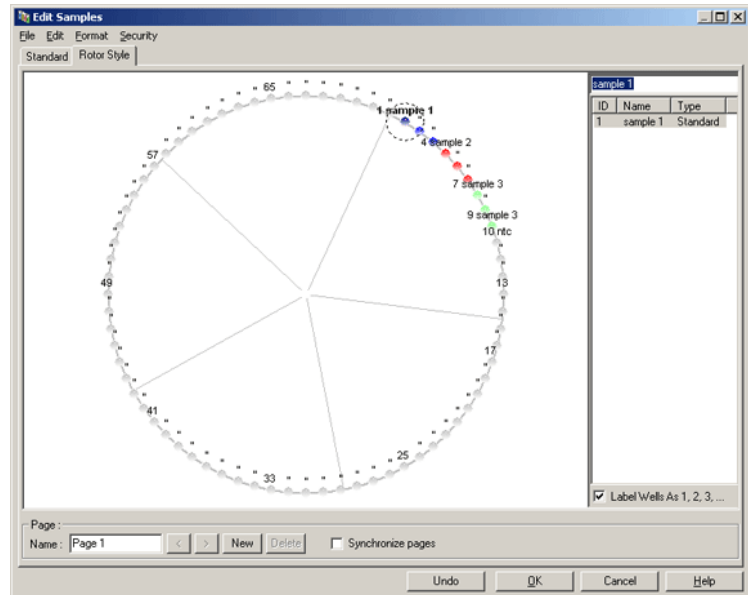 Edit Samples
File Edit Format Security
Standard Rotor Style
65
1 sample 1
4 sample 2
57
7 sample 3
9 sample 3
10 ntc
49
13
17
41
25
33
sample 1
ID Name Type
1 sample 1 Standard
Label Wells As 1, 2, 3, ...
Page :
Name : Page 1 < > New Delete Synchronize pages
Undo OK Cancel Help